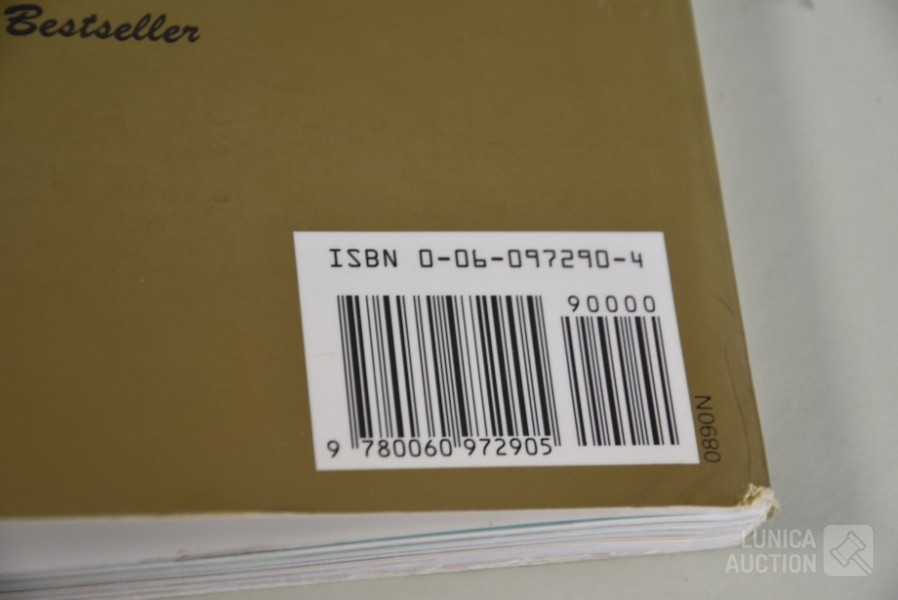 Bestseller
ISBN 0-06-097290-4
90000
9 780060 972905
0890N
LUNICA
AUCTION